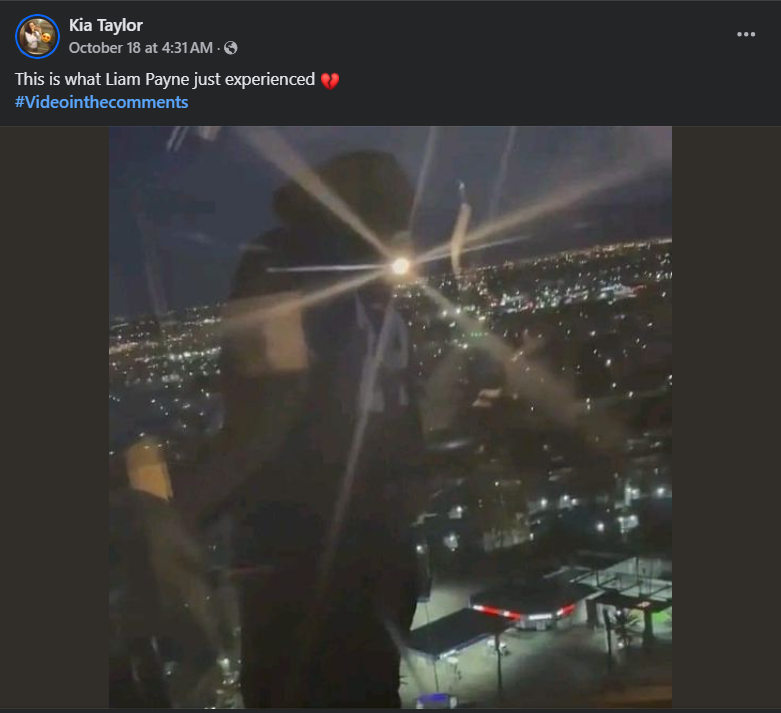 Kia Taylor
October 18 at 4:31 AM ·
This is what Liam Payne just experienced 💔
#Videointhecomments